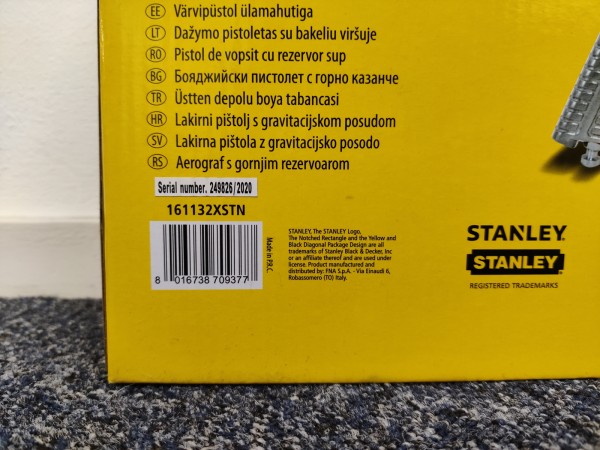 EE Värvipüstol ülamahutiga
LT Dažymo pistoletas su bakeliu viršuje
RO Pistol de vopsit cu rezervor sup
BG Бояджийски пистолет с горно казанче
TR Üstten depolu boya tabancasi
HR Lakirni pištolj s gravitacijskom posudom
SV Lakirna pištola z gravitacijsko posodo
RS Aerograf s gornjim rezervoarom
Serial number. 249826/2020
161132XSTN
8 016738 709377
Made in P.R.C.
STANLEY, The STANLEY Logo,
The Notched Rectangle and the Yellow and
Black Diagonal Package Design are all
trademarks of Stanley Black & Decker, Inc
or an affiliate thereof and are used under
license. Product manufactured and
distributed by: FNA S.p.A. - Via Einaudi 6,
Robassomero (TO) Italy.
STANLEY
STANLEY
REGISTERED TRADEMARKS